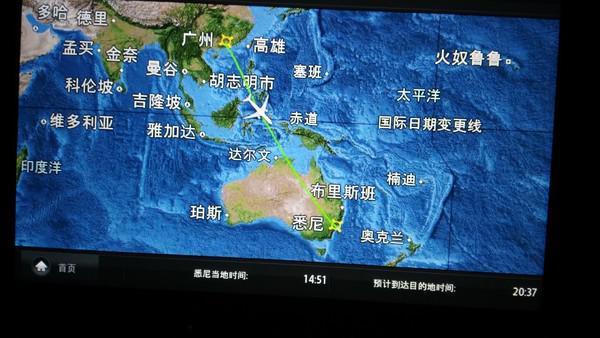 多哈
德里
广州
高雄
孟买
金奈
火奴鲁鲁
曼谷
塞班
科伦坡
胡志明市
太平洋
吉隆坡
维多利亚
赤道
国际日期变更线
雅加达
达尔文
印度洋
楠迪
布里斯班
珀斯
悉尼
奥克兰
首页
悉尼当地时间:
14:51
预计到达目的地时间:
20:37